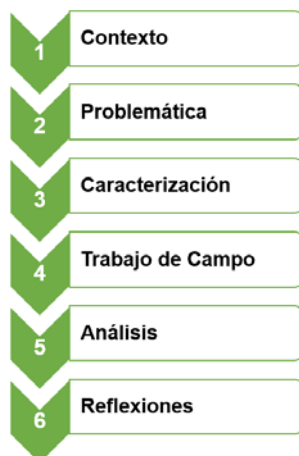 1 Contexto
2 Problemática
3 Caracterización
4 Trabajo de Campo
5 Análisis
6 Reflexiones